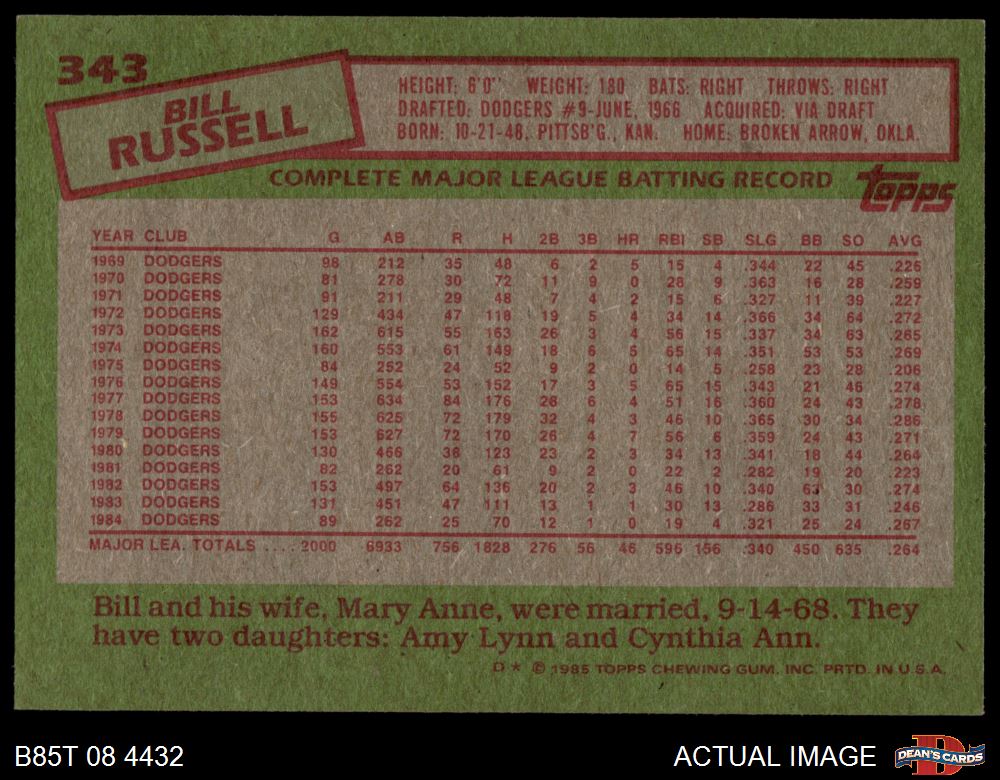 343
BILL
RUSSELL
HEIGHT: 6'0" WEIGHT: 180 BATS: RIGHT THROWS: RIGHT
DRAFTED: DODGERS #9-JUNE, 1966 ACQUIRED: VIA DRAFT
BORN: 10-21-48, PITTSB'G., KAN. HOME: BROKEN ARROW, OKLA.
COMPLETE MAJOR LEAGUE BATTING RECORD
topps
YEAR CLUB G AB R H 2B 3B HR RBI SB SLG BB SO AVG
1969 DODGERS 98 212 35 48 6 2 5 15 4 .344 22 45 .226
1970 DODGERS 81 278 30 72 11 9 0 28 9 .363 16 28 .259
1971 DODGERS 91 211 29 48 7 4 2 15 6 .327 11 39 .227
1972 DODGERS 129 434 47 118 19 5 4 34 14 .366 34 64 .272
1973 DODGERS 162 615 55 163 26 3 4 56 15 .337 34 63 .265
1974 DODGERS 160 553 61 149 18 6 5 65 14 .351 53 53 .269
1975 DODGERS 84 252 24 52 9 2 0 14 5 .258 23 28 .206
1976 DODGERS 149 554 53 152 17 3 5 65 15 .343 21 46 .274
1977 DODGERS 153 634 84 176 28 6 4 51 16 .360 24 43 .278
1978 DODGERS 155 625 72 179 32 4 3 46 10 .365 30 34 .286
1979 DODGERS 153 627 72 170 26 4 7 56 6 .359 24 43 .271
1980 DODGERS 130 466 36 123 23 2 3 34 13 .341 18 44 .264
1981 DODGERS 82 262 20 61 9 2 0 22 2 .282 19 20 .223
1982 DODGERS 153 497 64 136 20 2 3 46 10 .340 63 30 .274
1983 DODGERS 131 451 47 111 13 1 1 30 13 .286 33 31 .246
1984 DODGERS 89 262 25 70 12 1 0 19 4 .321 25 24 .267
MAJOR LEA. TOTALS .... 2000 6933 756 1828 276 56 46 596 156 .340 450 635 .264
Bill and his wife, Mary Anne, were married, 9-14-68. They
have two daughters: Amy Lynn and Cynthia Ann.
D * © 1985 TOPPS CHEWING GUM, INC. PRTD. IN U.S.A.
B85T 08 4432
ACTUAL IMAGE
DEAN'S CARDS